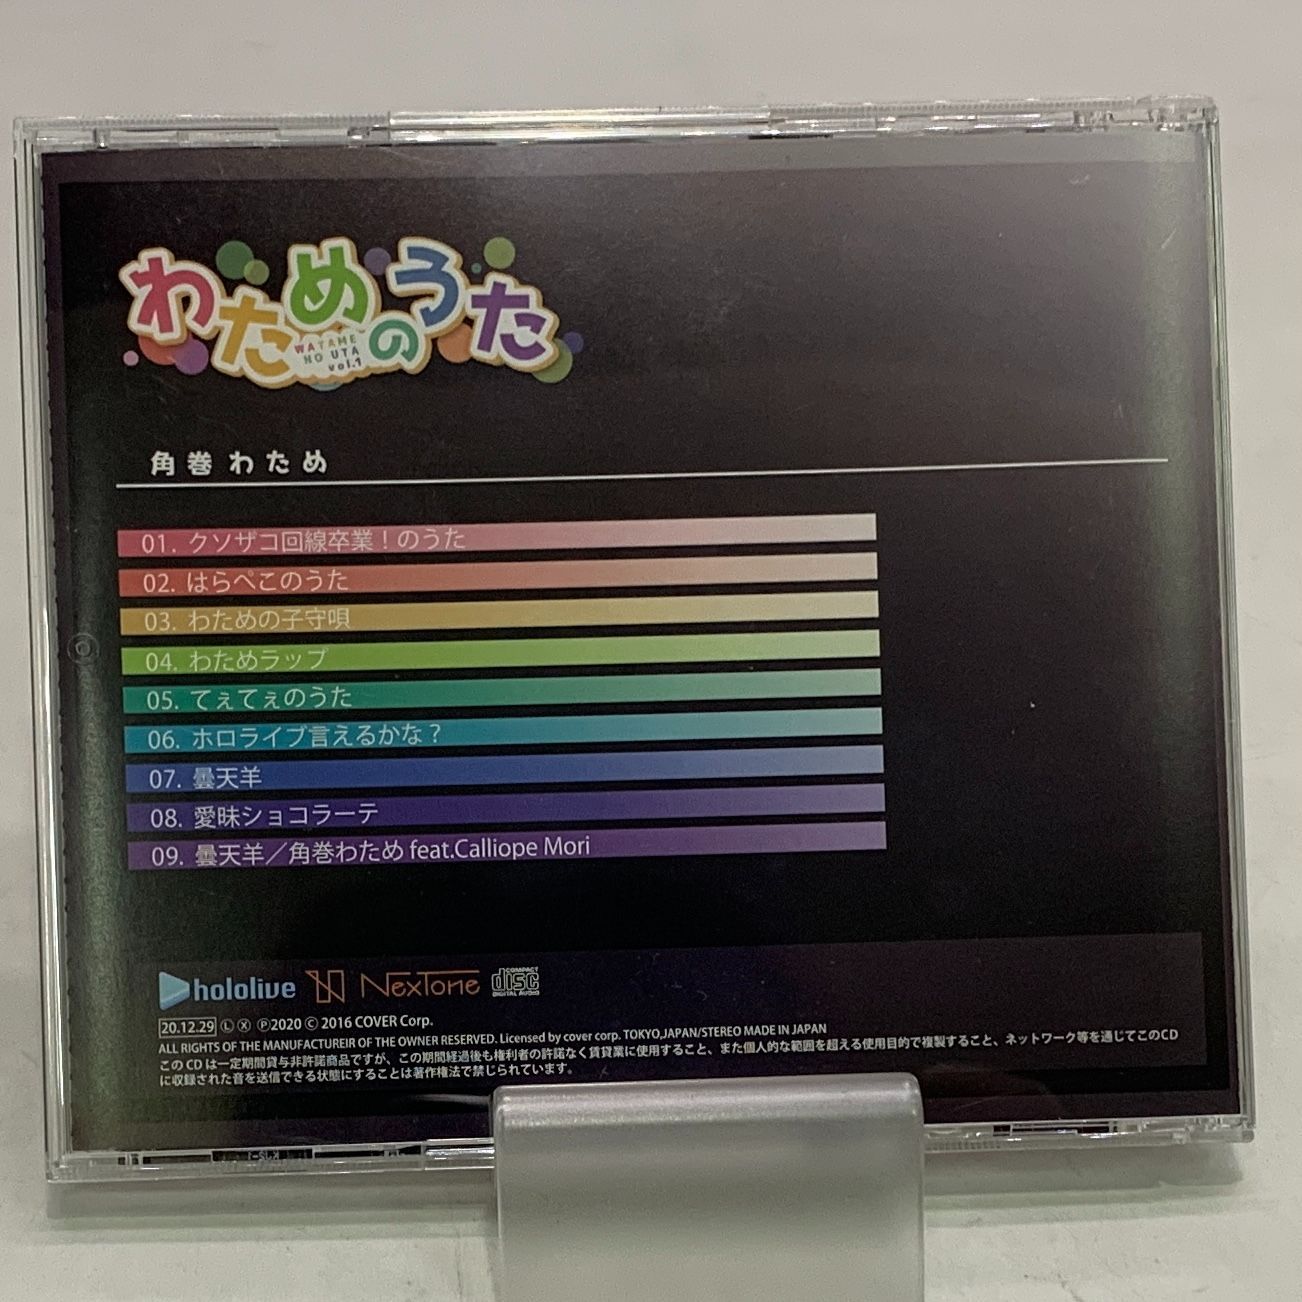 わためのうた
WATAME
NO UTA
vol.1
角巻わため
01. クソザコ回線卒業！のうた
02. はらぺこのうた
03. わための子守唄
04. わためラップ
05. てぇてぇのうた
06. ホロライブ言えるかな？
07. 曇天羊
08. 愛昧ショコラーテ
09. 曇天羊／角巻わため feat.Calliope Mori
hololive NexTone COMPACT disc DIGITAL AUDIO
20.12.29 Ⓛ Ⓧ Ⓟ2020 © 2016 COVER Corp.
ALL RIGHTS OF THE MANUFACTUREIR OF THE OWNER RESERVED. Licensed by cover corp. TOKYO,JAPAN/STEREO MADE IN JAPAN
このCDは一定期間貸与非許諾商品ですが、この期間経過後も権利者の許諾なく賃貸業に使用すること、また個人的な範囲を超える使用目的で複製すること、ネットワーク等を通じてこのCD
に収録された音を送信できる状態にすることは著作権法で禁じられています。